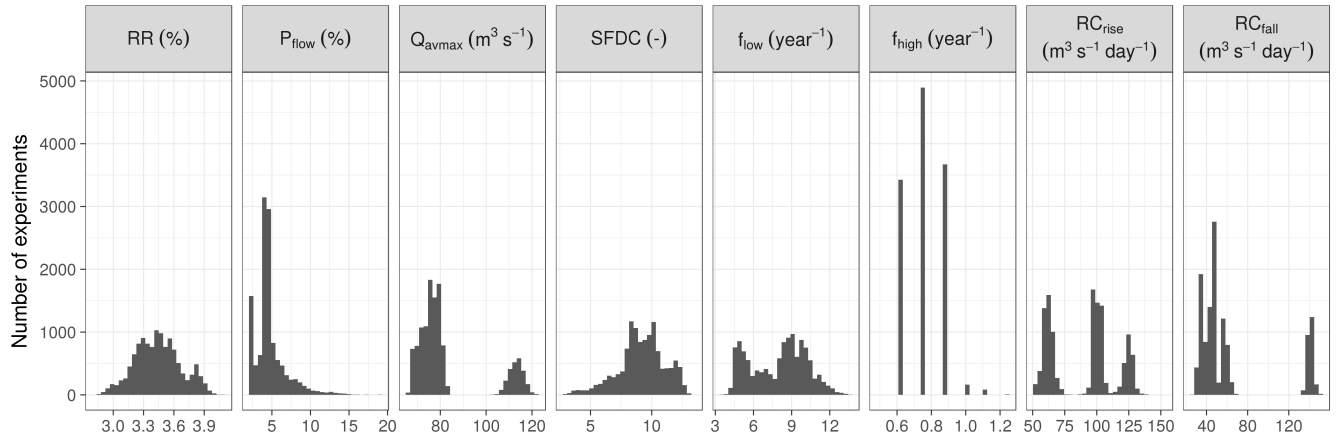 RR (%)
P_flow (%)
Q_avmax (m³ s⁻¹)
SFDC (-)
f_low (year⁻¹)
f_high (year⁻¹)
RC_rise
(m³ s⁻¹ day⁻¹)
RC_fall
(m³ s⁻¹ day⁻¹)
Number of experiments
5000
4000
3000
2000
1000
0
3.0 3.3 3.6 3.9
5 10 15 20
80 100 120
5 10
3 6 9 12
0.6 0.8 1.0 1.2
50 75 100 125 150
40 80 120